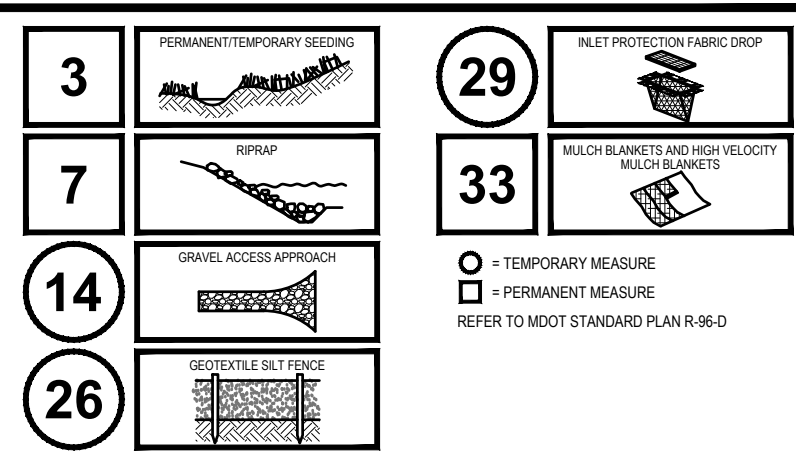 3
PERMANENT/TEMPORARY SEEDING
7
RIPRAP
14
GRAVEL ACCESS APPROACH
26
GEOTEXTILE SILT FENCE
29
INLET PROTECTION FABRIC DROP
33
MULCH BLANKETS AND HIGH VELOCITY
MULCH BLANKETS
= TEMPORARY MEASURE
= PERMANENT MEASURE
REFER TO MDOT STANDARD PLAN R-96-D